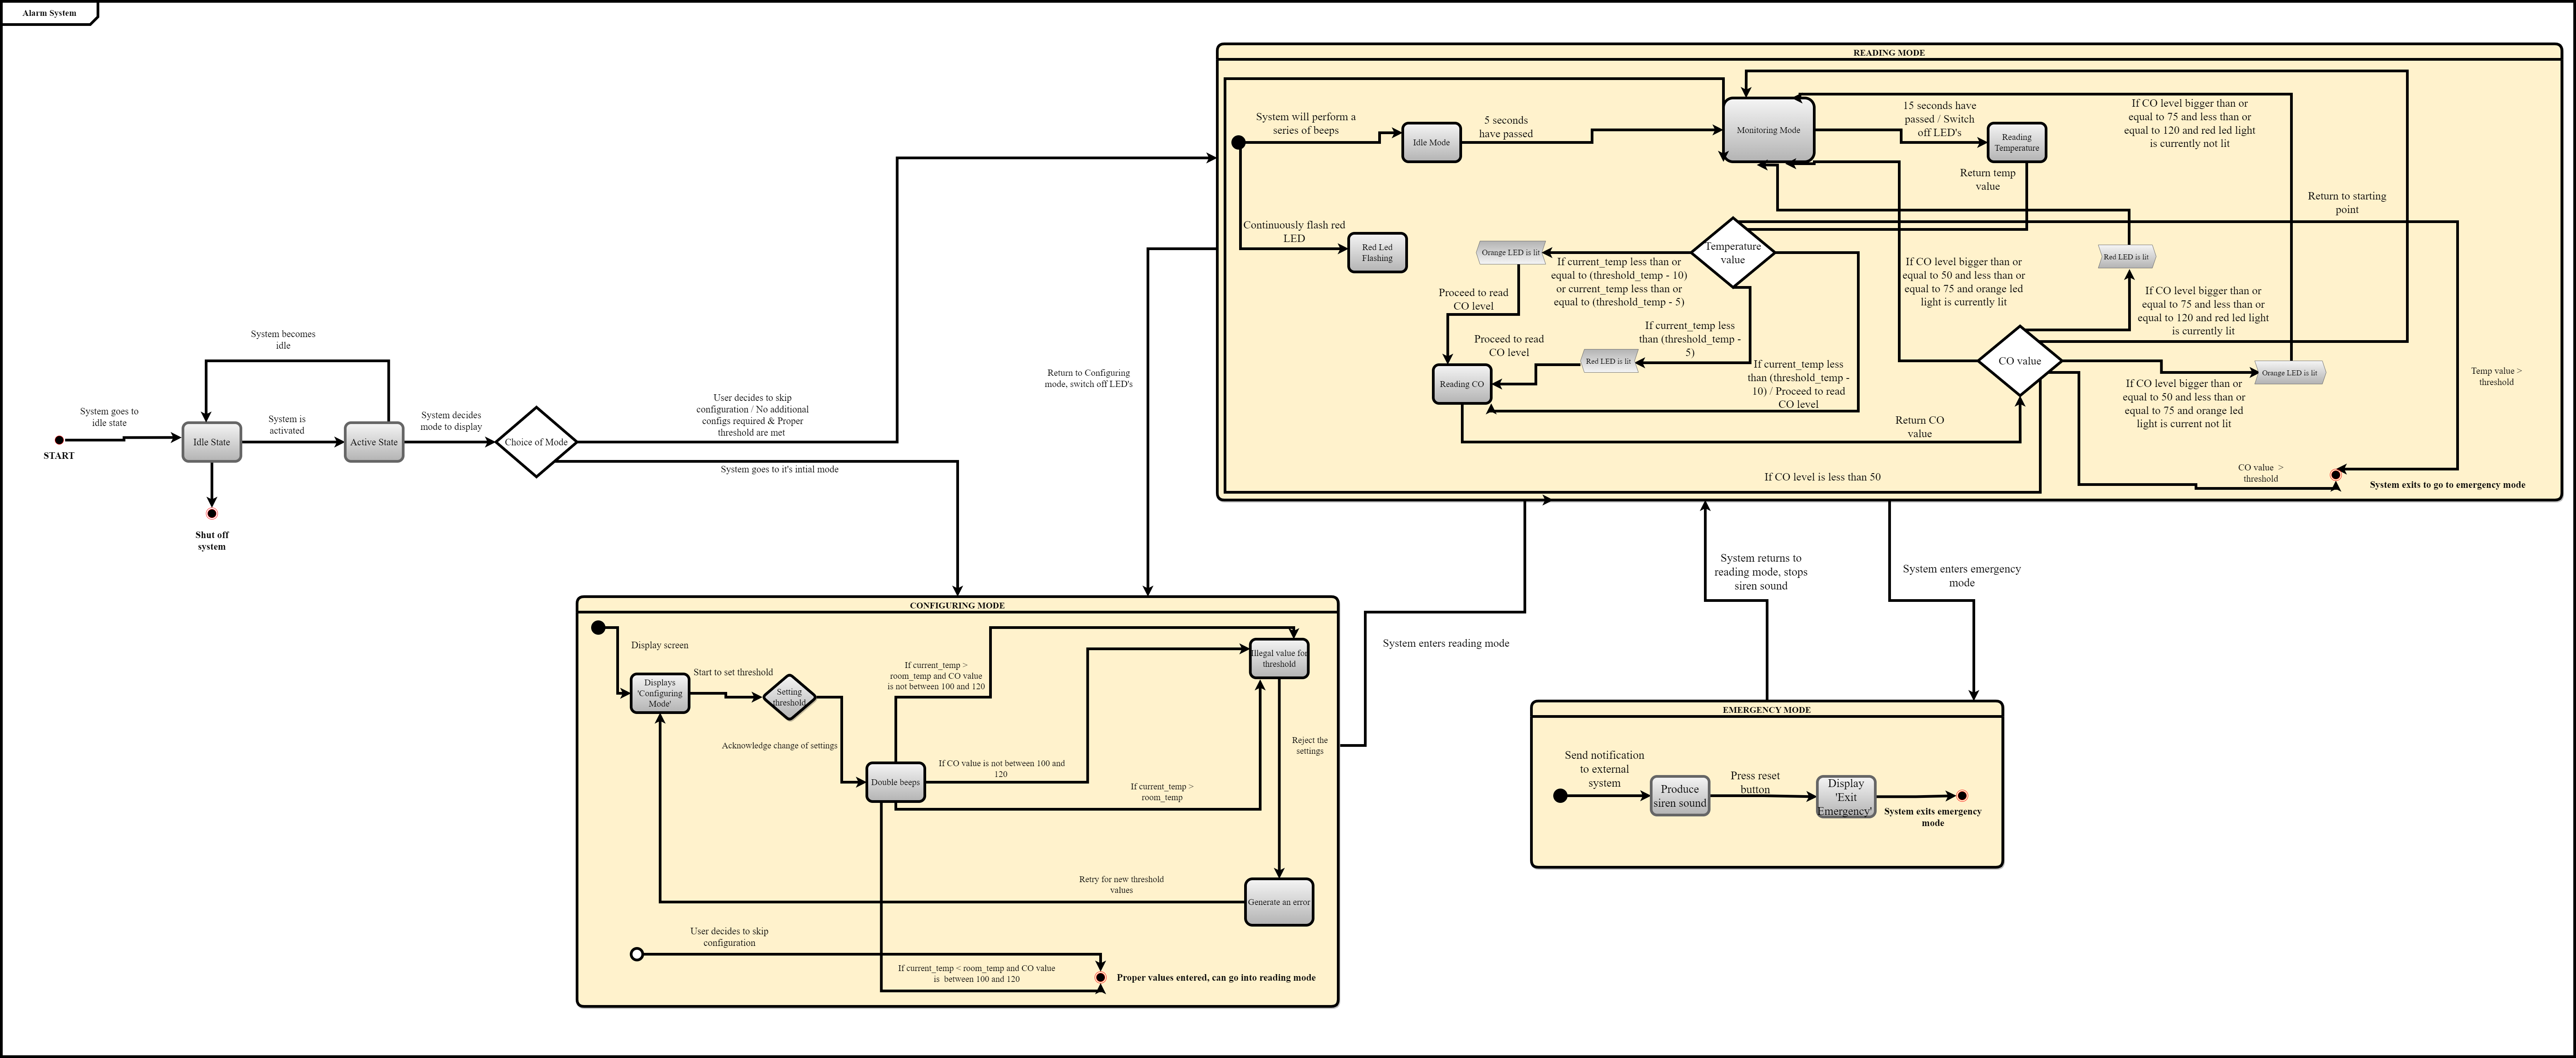 Alarm System
READING MODE
System will perform a
series of beeps
Idle Mode
5 seconds
have passed
Monitoring Mode
15 seconds have
passed / Switch
off LED's
Reading
Temperature
If CO level bigger than or
equal to 75 and less than or
equal to 120 and red led light
is currently not lit
Return temp
value
Return to starting
point
Continuously flash red
LED
Red Led
Flashing
Orange LED is lit
Temperature
value
If current_temp less than or
equal to (threshold_temp - 10)
or current_temp less than or
equal to (threshold_temp - 5)
If CO level bigger than or
equal to 50 and less than or
equal to 75 and orange led
light is currently lit
Red LED is lit
If CO level bigger than or
equal to 75 and less than or
equal to 120 and red led light
is currently lit
Proceed to read
CO level
Proceed to read
CO level
If current_temp less
than (threshold_temp -
5)
Red LED is lit
Reading CO
If current_temp less
than (threshold_temp -
10) / Proceed to read
CO level
CO value
Orange LED is lit
If CO level bigger than or
equal to 50 and less than or
equal to 75 and orange led
light is current not lit
Temp value >
threshold
Return CO
value
If CO level is less than 50
CO value >
threshold
System exits to go to emergency mode
System becomes
idle
System goes to
idle state
START
Idle State
System is
activated
Active State
System decides
mode to display
Choice of Mode
User decides to skip
configuration / No additional
configs required & Proper
threshold are met
System goes to it's intial mode
Shut off
system
Return to Configuring
mode, switch off LED's
System enters reading mode
System returns to
reading mode, stops
siren sound
System enters emergency
mode
CONFIGURING MODE
Display screen
Displays
'Configuring
Mode'
Start to set threshold
Setting
threshold
Acknowledge change of settings
Double beeps
If current_temp >
room_temp and CO value
is not between 100 and 120
Illegal value for
threshold
If CO value is not between 100 and
120
If current_temp >
room_temp
Reject the
settings
Retry for new threshold
values
Generate an error
User decides to skip
configuration
If current_temp < room_temp and CO value
is between 100 and 120
Proper values entered, can go into reading mode
EMERGENCY MODE
Send notification
to external
system
Produce
siren sound
Press reset
button
Display
'Exit
Emergency'
System exits emergency
mode